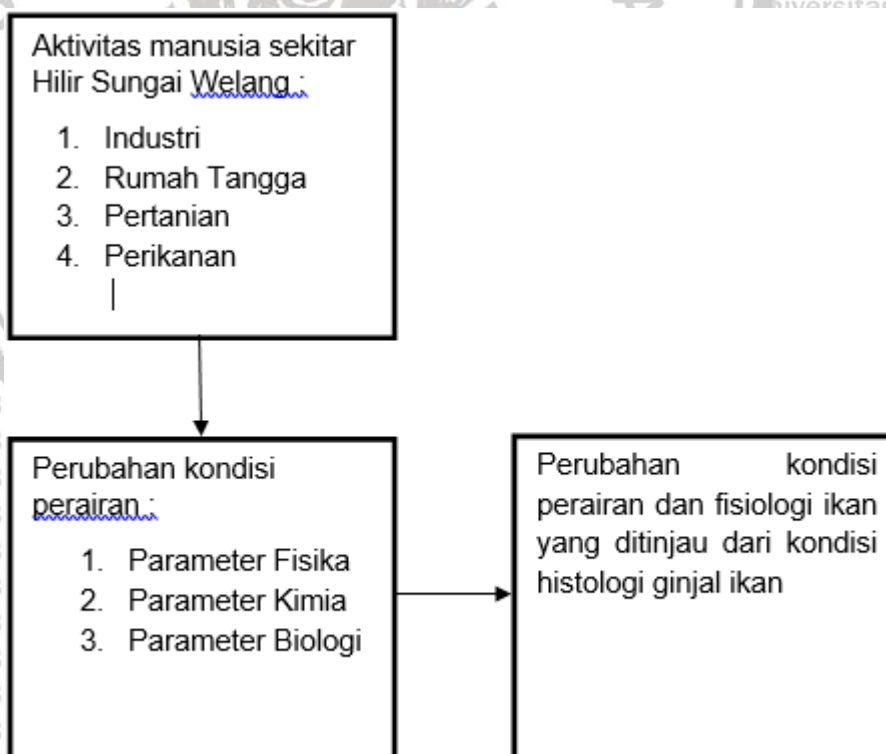 Aktivitas manusia sekitar
Hilir Sungai Welang :
1. Industri
2. Rumah Tangga
3. Pertanian
4. Perikanan
Perubahan kondisi
perairan :
1. Parameter Fisika
2. Parameter Kimia
3. Parameter Biologi
Perubahan kondisi
perairan dan fisiologi ikan
yang ditinjau dari kondisi
histologi ginjal ikan